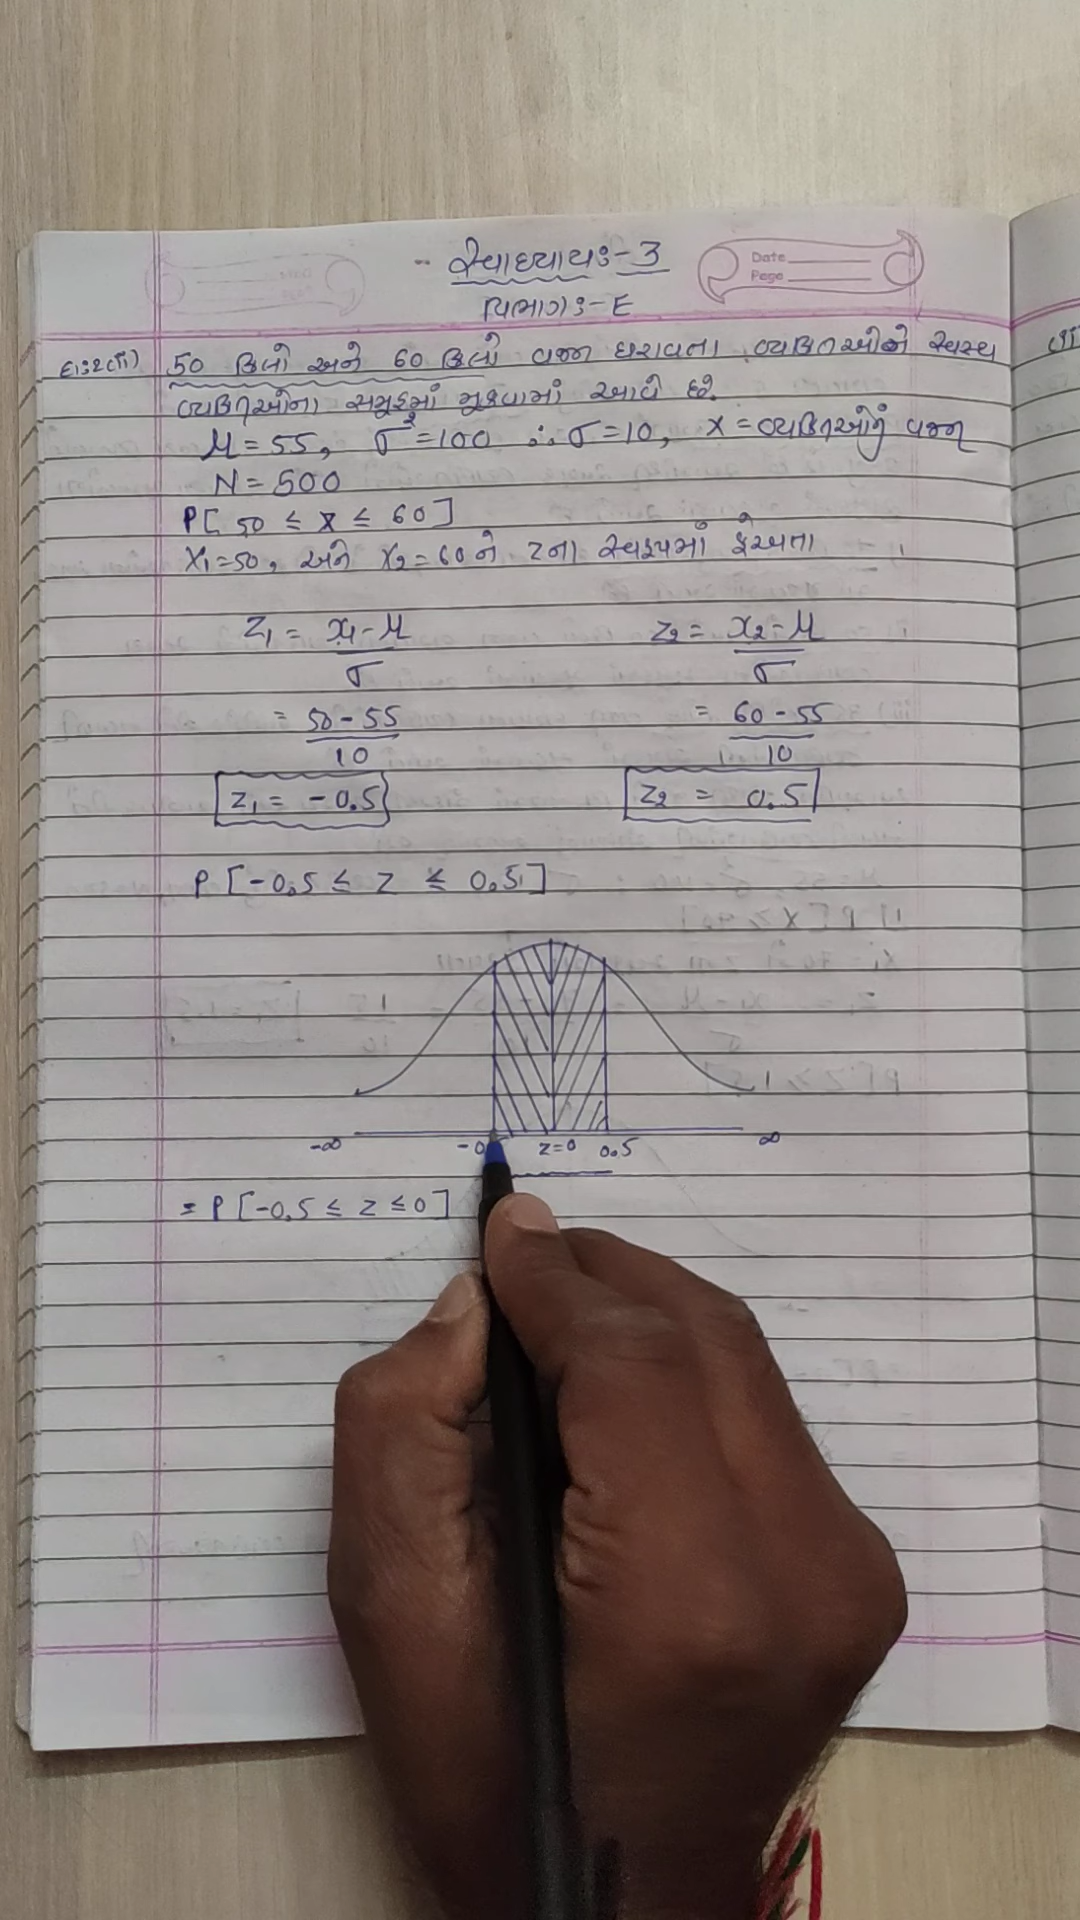 સ્વાધ્યાય:-3
Date
Page
વિભાગ:-E
દા:2(ii) 50 કિલો અને 60 કિલો વજન ધરાવતા વ્યક્તિઓને સ્વસ્થ
વ્યક્તિઓના સમુહમાં મુકવામાં આવે છે.
μ = 55, σ² = 100 ∴ σ = 10, x = વ્યક્તિઓનું વજન
N = 500
P[ 50 ≤ x ≤ 60 ]
x₁ = 50, અને x₂ = 60 ને Z ના સ્વરૂપમાં ફેરવતા
Z₁ = x₁ - μ / σ Z₂ = x₂ - μ / σ
= 50 - 55 / 10 = 60 - 55 / 10
Z₁ = -0.5 Z₂ = 0.5
P [ -0.5 ≤ Z ≤ 0.5 ]
-∞ Z=0 0.5 ∞
= P [ -0.5 ≤ Z ≤ 0 ]